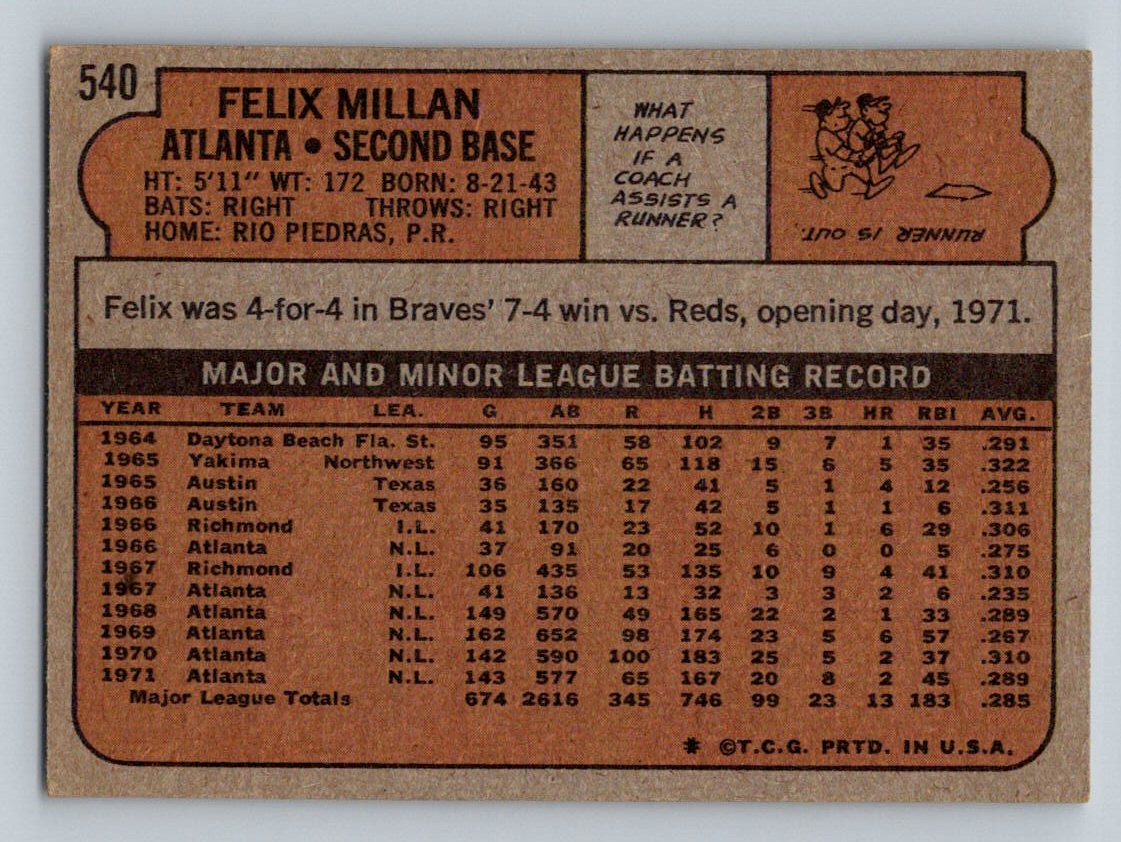 540
FELIX MILLAN
ATLANTA • SECOND BASE
HT: 5'11" WT: 172 BORN: 8-21-43
BATS: RIGHT THROWS: RIGHT
HOME: RIO PIEDRAS, P.R.
WHAT
HAPPENS
IF A
COACH
ASSISTS A
RUNNER?
RUNNER IS OUT.
Felix was 4-for-4 in Braves' 7-4 win vs. Reds, opening day, 1971.
MAJOR AND MINOR LEAGUE BATTING RECORD
YEAR TEAM LEA. G AB R H 2B 3B HR RBI AVG.
1964 Daytona Beach Fla. St. 95 351 58 102 9 7 1 35 .291
1965 Yakima Northwest 91 366 65 118 15 6 5 35 .322
1965 Austin Texas 36 160 22 41 5 1 4 12 .256
1966 Austin Texas 35 135 17 42 5 1 1 6 .311
1966 Richmond I.L. 41 170 23 52 10 1 6 29 .306
1966 Atlanta N.L. 37 91 20 25 6 0 0 5 .275
1967 Richmond I.L. 106 435 53 135 10 9 4 41 .310
1967 Atlanta N.L. 41 136 13 32 3 3 2 6 .235
1968 Atlanta N.L. 149 570 49 165 22 2 1 33 .289
1969 Atlanta N.L. 162 652 98 174 23 5 6 57 .267
1970 Atlanta N.L. 142 590 100 183 25 5 2 37 .310
1971 Atlanta N.L. 143 577 65 167 20 8 2 45 .289
Major League Totals 674 2616 345 746 99 23 13 183 .285
* ©T.C.G. PRTD. IN U.S.A.